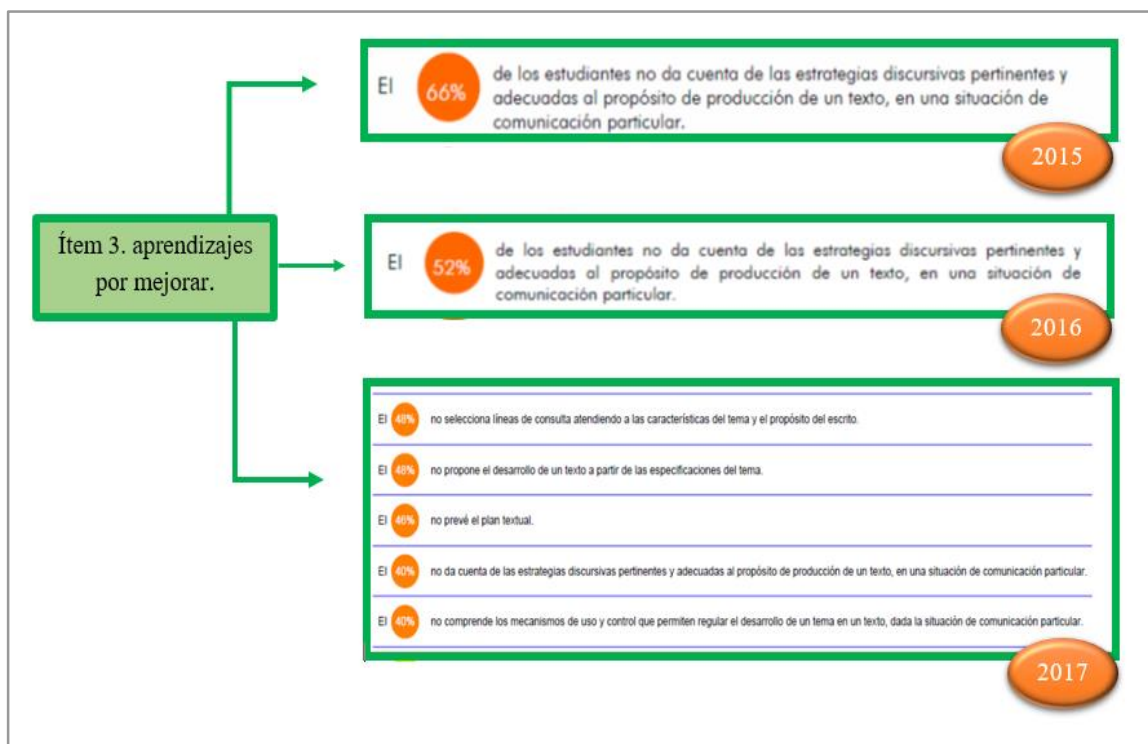 Ítem 3. aprendizajes
por mejorar.
El 66% de los estudiantes no da cuenta de las estrategias discursivas pertinentes y
adecuadas al propósito de producción de un texto, en una situación de
comunicación particular.
2015
El 52% de los estudiantes no da cuenta de las estrategias discursivas pertinentes y
adecuadas al propósito de producción de un texto, en una situación de
comunicación particular.
2016
El 48% no selecciona líneas de consulta atendiendo a las características del tema y el propósito del escrito.
El 48% no propone el desarrollo de un texto a partir de las especificaciones del tema.
El 46% no prevé el plan textual.
El 40% no da cuenta de las estrategias discursivas pertinentes y adecuadas al propósito de producción de un texto, en una situación de comunicación particular.
El 40% no comprende los mecanismos de uso y control que permiten regular el desarrollo de un tema en un texto, dada la situación de comunicación particular.
2017